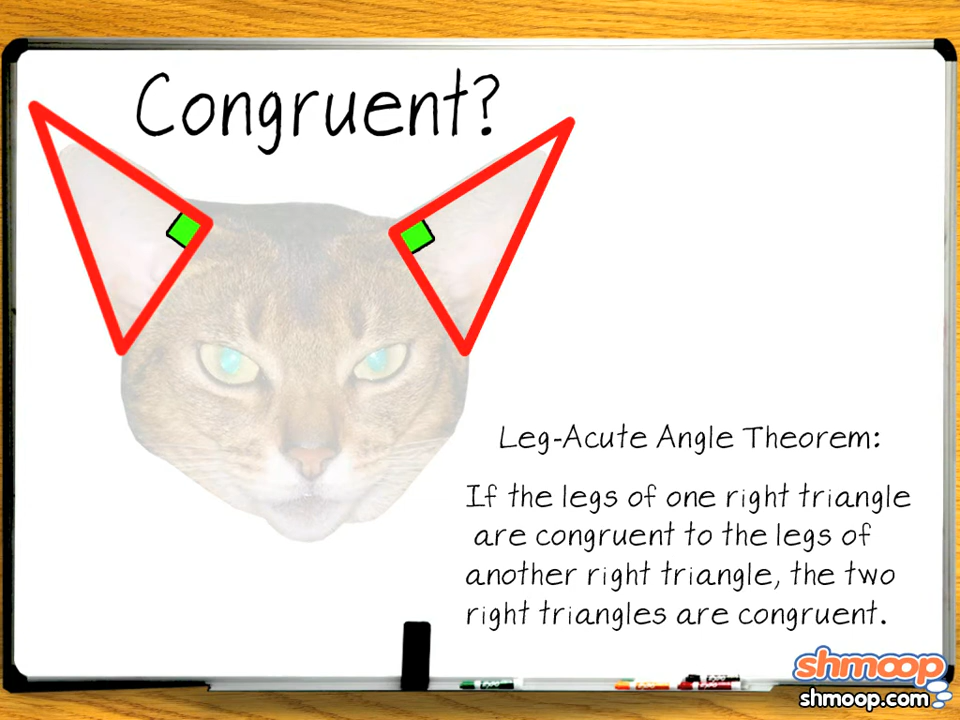 Congruent?
Leg-Acute Angle Theorem:
If the legs of one right triangle
are congruent to the legs of
another right triangle, the two
right triangles are congruent.
shmoop
shmoop.com